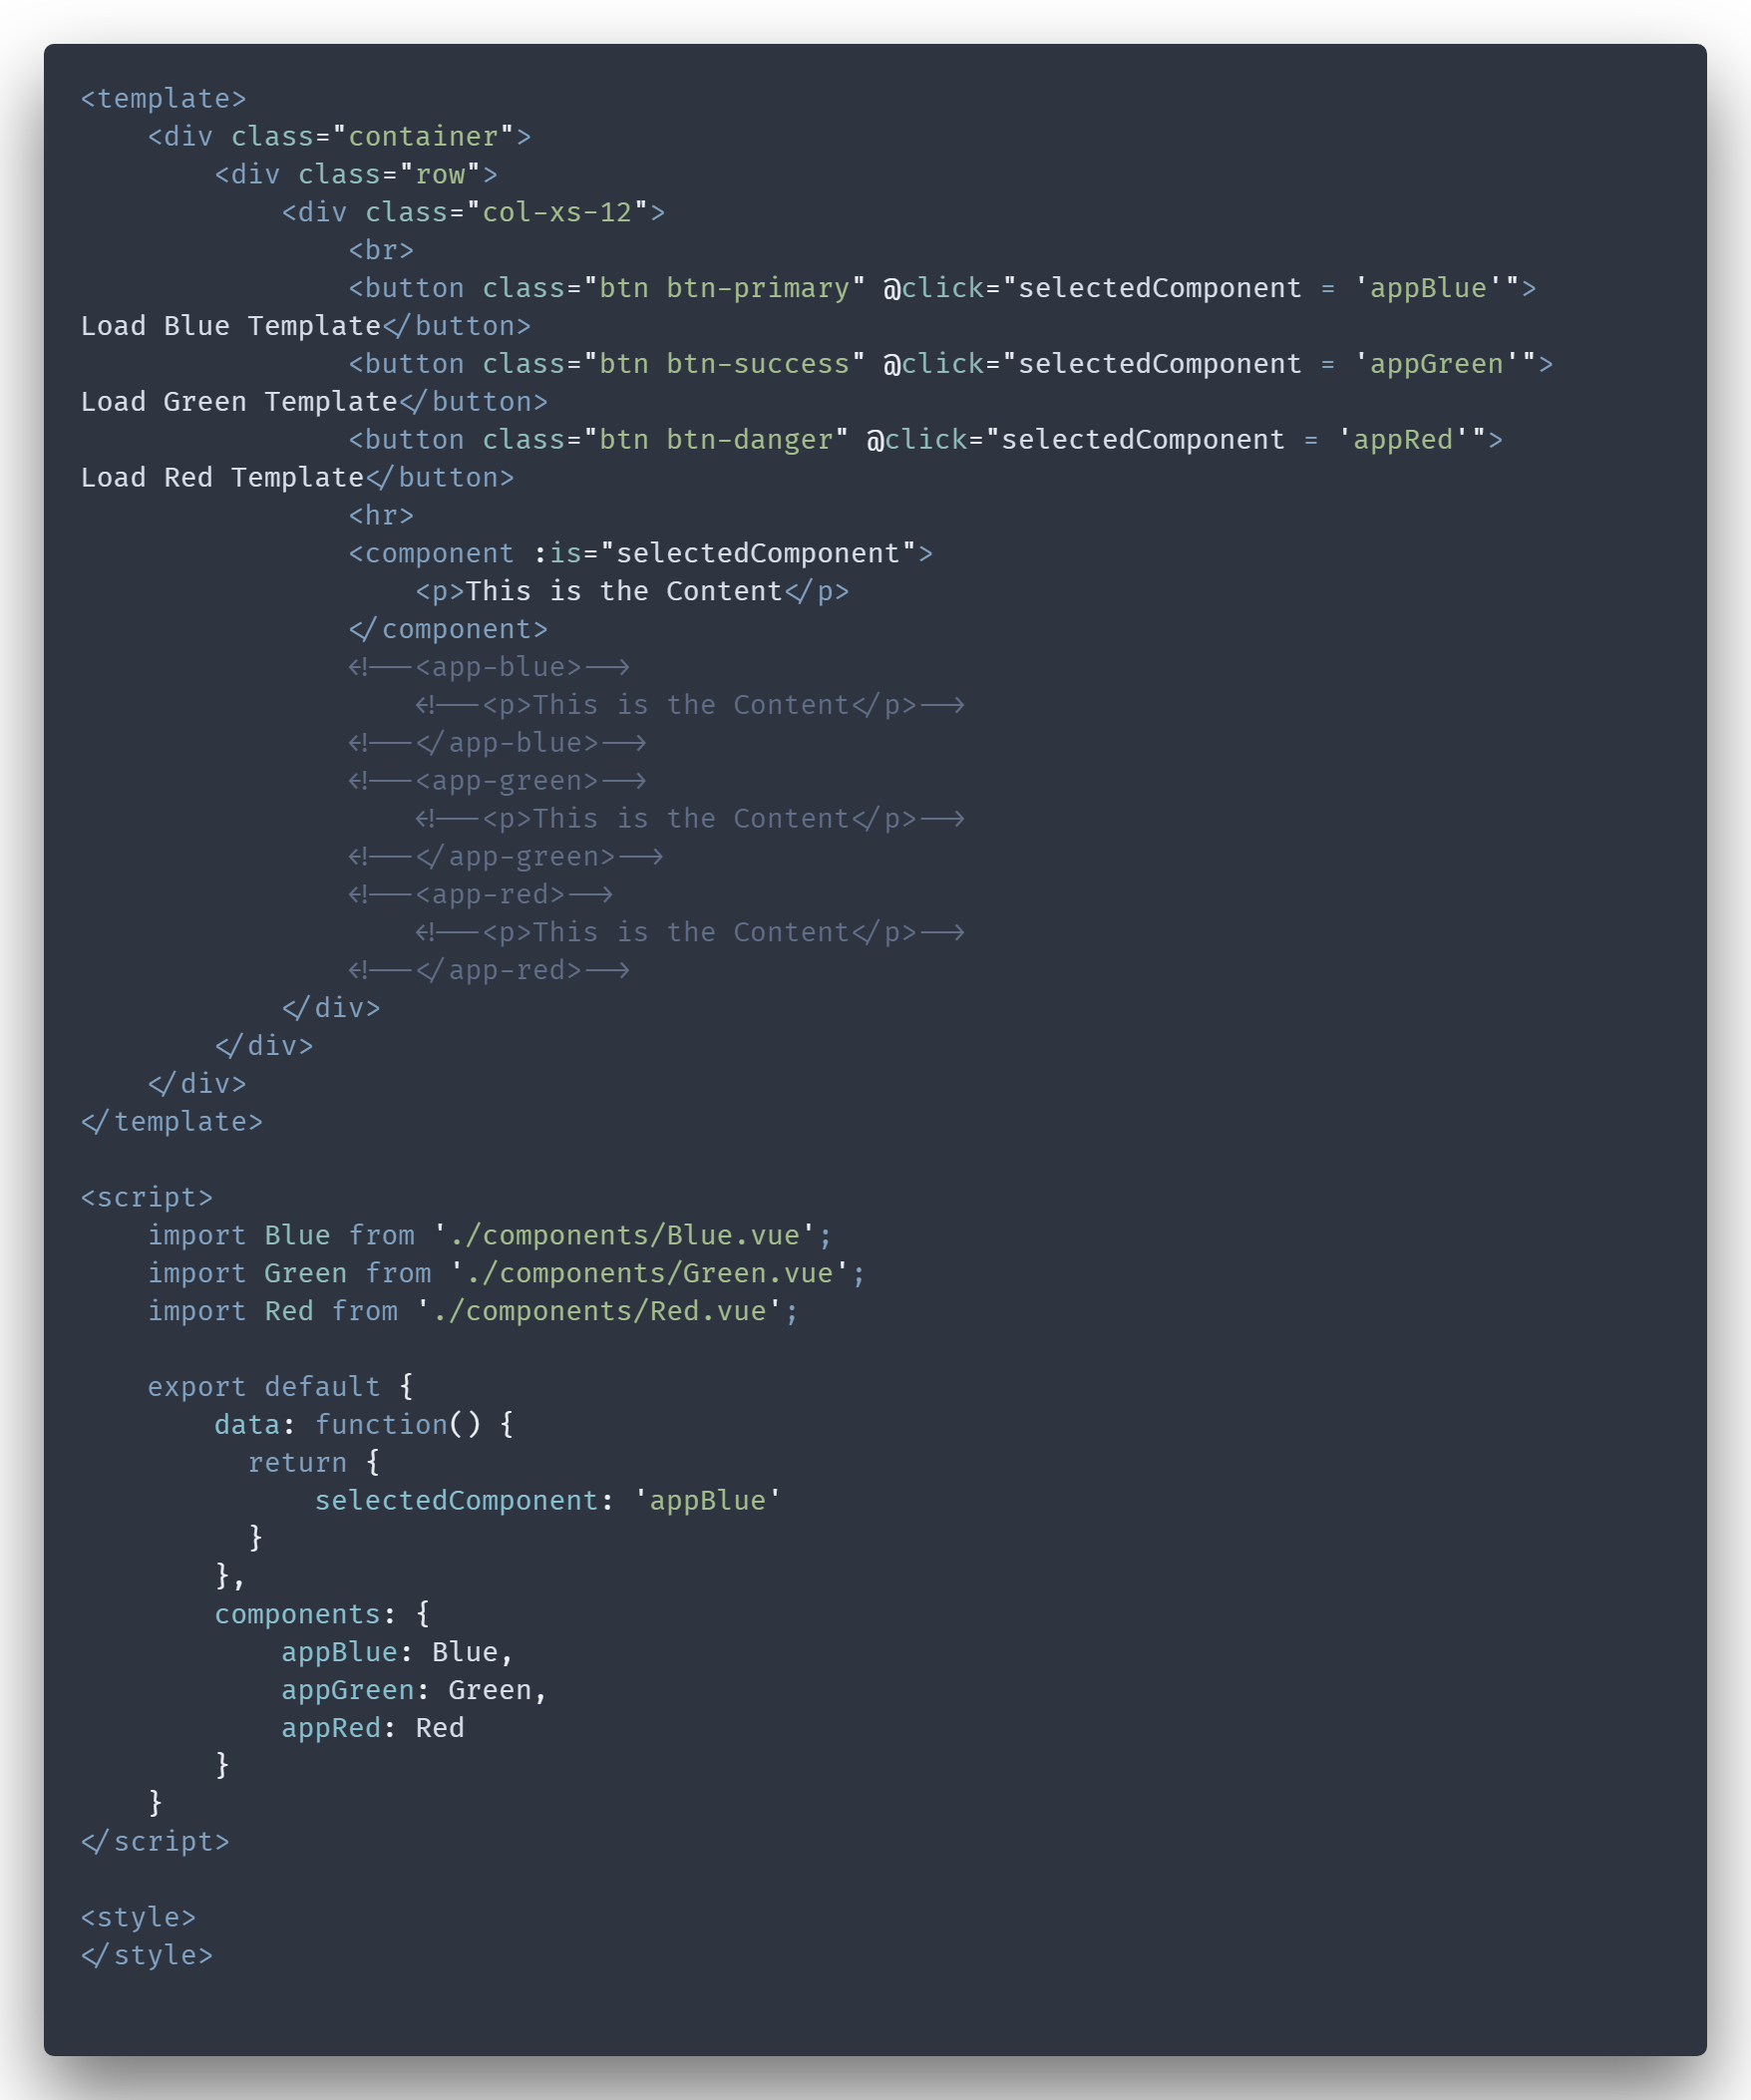 <template>
    <div class="container">
        <div class="row">
            <div class="col-xs-12">
                <br>
                <button class="btn btn-primary" @click="selectedComponent = 'appBlue'">
Load Blue Template</button>
                <button class="btn btn-success" @click="selectedComponent = 'appGreen'">
Load Green Template</button>
                <button class="btn btn-danger" @click="selectedComponent = 'appRed'">
Load Red Template</button>
                <hr>
                <component :is="selectedComponent">
                    <p>This is the Content</p>
                </component>
                <!--<app-blue>-->
                    <!--<p>This is the Content</p>-->
                <!--</app-blue>-->
                <!--<app-green>-->
                    <!--<p>This is the Content</p>-->
                <!--</app-green>-->
                <!--<app-red>-->
                    <!--<p>This is the Content</p>-->
                <!--</app-red>-->
            </div>
        </div>
    </div>
</template>

<script>
    import Blue from './components/Blue.vue';
    import Green from './components/Green.vue';
    import Red from './components/Red.vue';

    export default {
        data: function() {
          return {
              selectedComponent: 'appBlue'
          }
        },
        components: {
            appBlue: Blue,
            appGreen: Green,
            appRed: Red
        }
    }
</script>

<style>
</style>